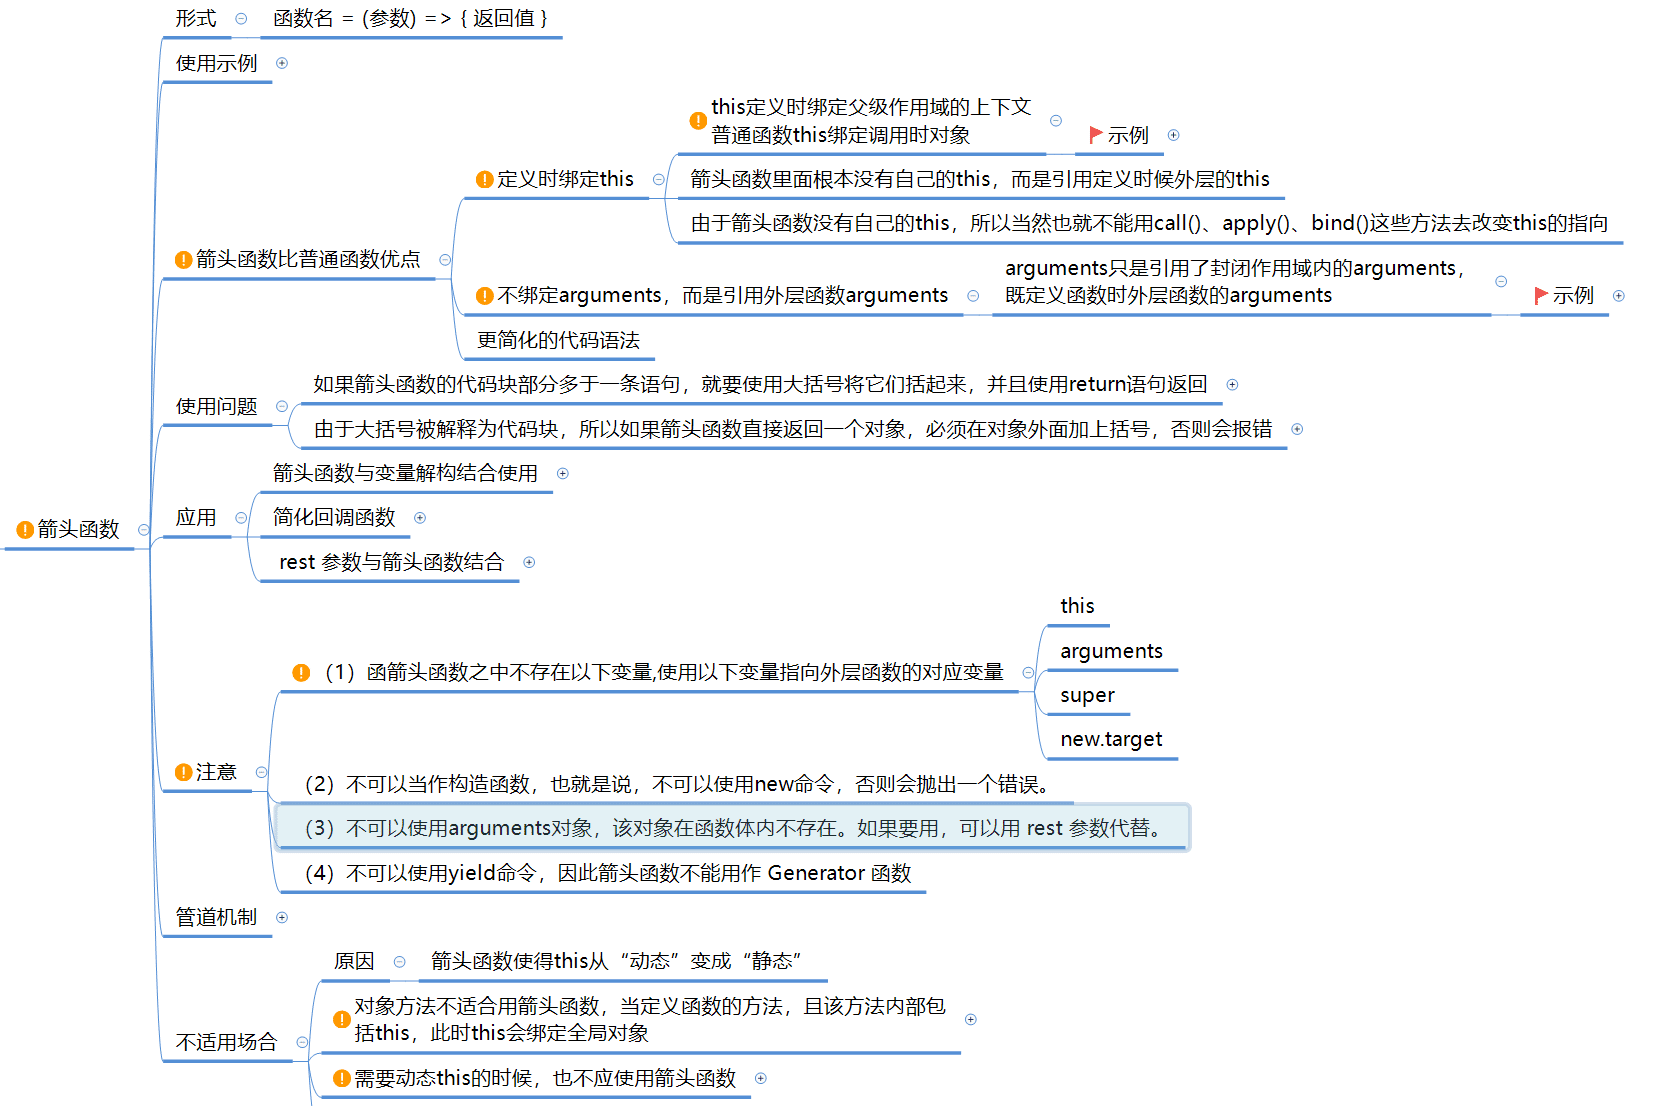 形式
函数名 = (参数) => { 返回值 }
使用示例
this定义时绑定父级作用域的上下文
普通函数this绑定调用时对象
示例
定义时绑定this
箭头函数里面根本没有自己的this，而是引用定义时候外层的this
由于箭头函数没有自己的this，所以当然也就不能用call()、apply()、bind()这些方法去改变this的指向
箭头函数比普通函数优点
不绑定arguments，而是引用外层函数arguments
arguments只是引用了封闭作用域内的arguments，
既定义函数时外层函数的arguments
示例
更简化的代码语法
使用问题
如果箭头函数的代码块部分多于一条语句，就要使用大括号将它们括起来，并且使用return语句返回
由于大括号被解释为代码块，所以如果箭头函数直接返回一个对象，必须在对象外面加上括号，否则会报错
箭头函数
应用
箭头函数与变量解构结合使用
简化回调函数
rest 参数与箭头函数结合
注意
（1）函箭头函数之中不存在以下变量,使用以下变量指向外层函数的对应变量
this
arguments
super
new.target
（2）不可以当作构造函数，也就是说，不可以使用new命令，否则会抛出一个错误。
（3）不可以使用arguments对象，该对象在函数体内不存在。如果要用，可以用 rest 参数代替。
（4）不可以使用yield命令，因此箭头函数不能用作 Generator 函数
管道机制
不适用场合
原因
箭头函数使得this从“动态”变成“静态”
对象方法不适合用箭头函数，当定义函数的方法，且该方法内部包
括this，此时this会绑定全局对象
需要动态this的时候，也不应使用箭头函数